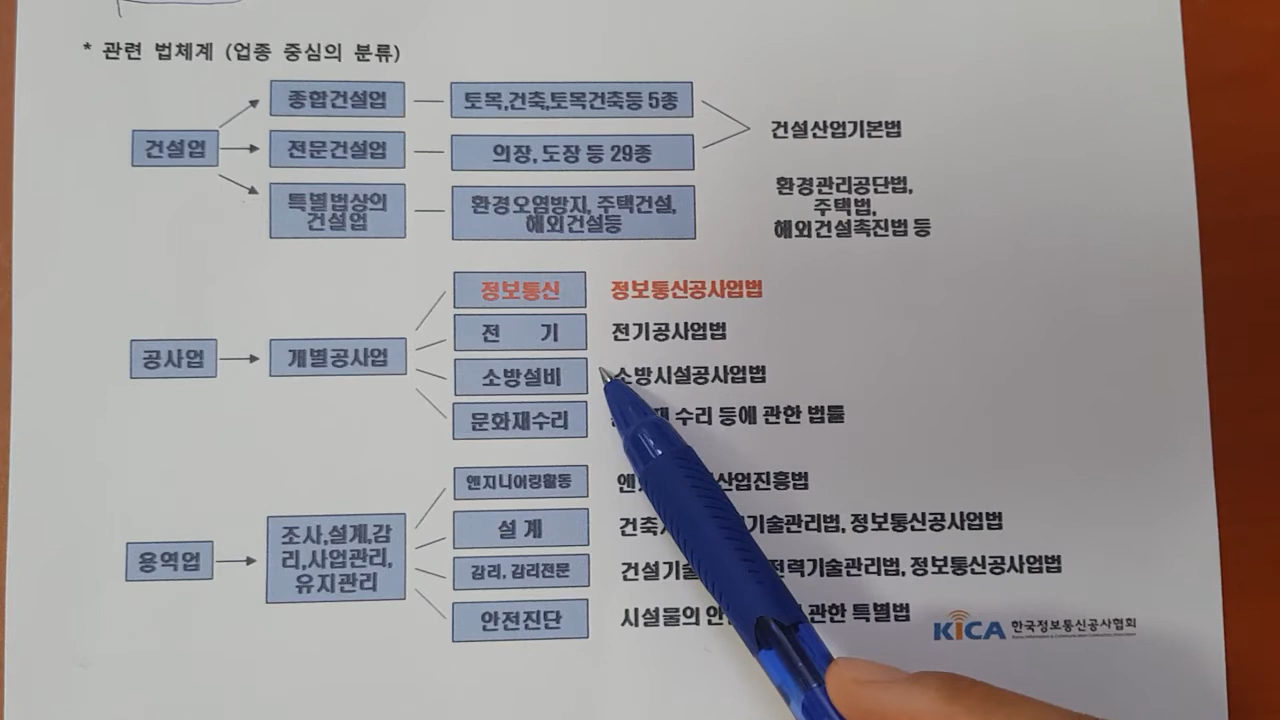 * 관련 법체계 (업종 중심의 분류)
건설업
종합건설업
토목,건축,토목건축등 5종
건설산업기본법
전문건설업
의장, 도장 등 29종
특별법상의
건설업
환경오염방지, 주택건설,
해외건설등
환경관리공단법,
주택법,
해외건설촉진법 등
공사업
개별공사업
정보통신
정보통신공사업법
전 기
전기공사업법
소방설비
소방시설공사업법
문화재수리
수리 등에 관한 법률
용역업
조사,설계,감
리,사업관리,
유지관리
엔지니어링활동
산업진흥법
설 계
기술관리법, 정보통신공사업법
감리, 감리전문
전력기술관리법, 정보통신공사업법
안전진단
시설물의 관한 특별법
KICA 한국정보통신공사협회